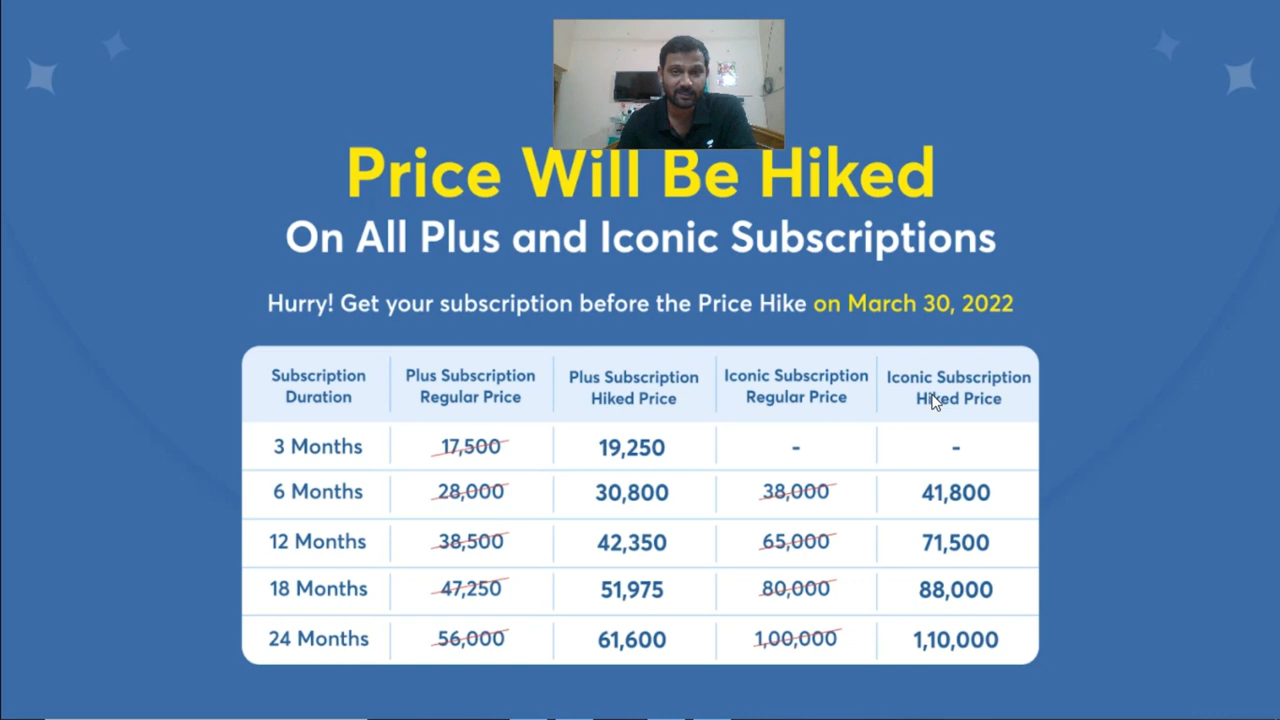 Price Will Be Hiked
On All Plus and Iconic Subscriptions
Hurry! Get your subscription before the Price Hike on March 30, 2022
Subscription Duration | Plus Subscription Regular Price | Plus Subscription Hiked Price | Iconic Subscription Regular Price | Iconic Subscription Hiked Price
3 Months 17,500 19,250 - -
6 Months 28,000 30,800 38,000 41,800
12 Months 38,500 42,350 65,000 71,500
18 Months 47,250 51,975 80,000 88,000
24 Months 56,000 61,600 1,00,000 1,10,000